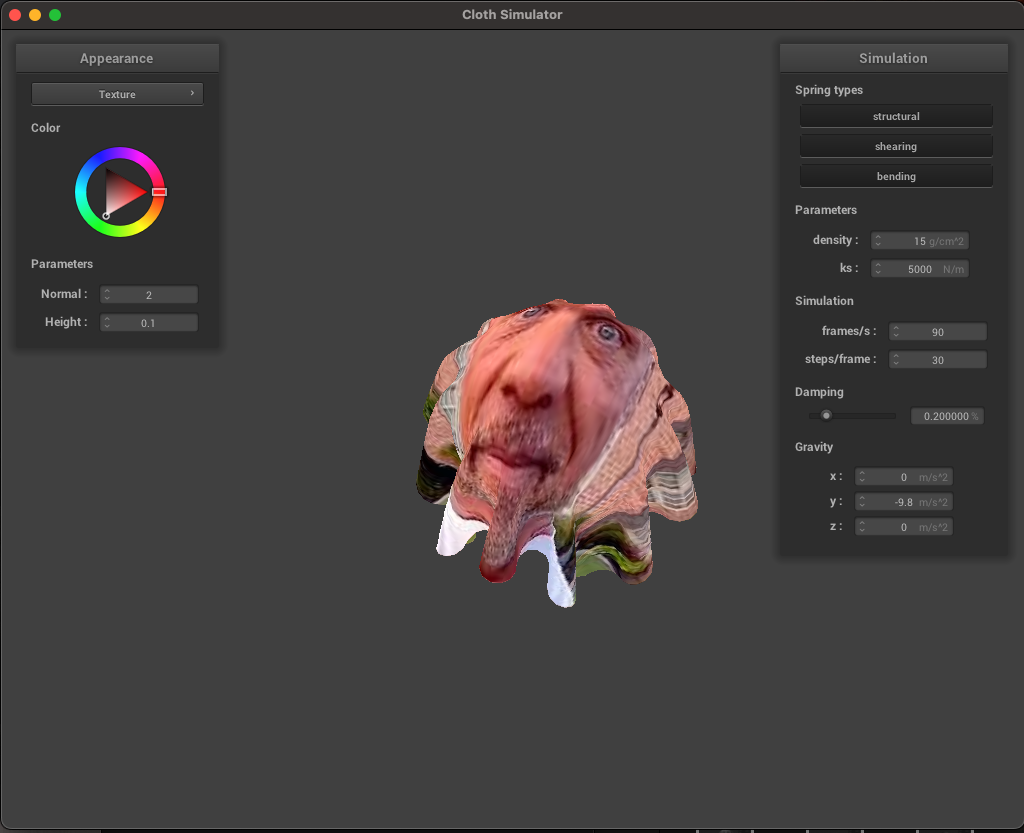 Cloth Simulator
Appearance
Texture
Color
Parameters
Normal : 2
Height : 0.1
Simulation
Spring types
structural
shearing
bending
Parameters
density : 15 g/cm^2
ks : 5000 N/m
Simulation
frames/s : 90
steps/frame : 30
Damping
0.200000 %
Gravity
x : 0 m/s^2
y : -9.8 m/s^2
z : 0 m/s^2